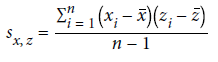 s_{x, z} = \frac{\sum_{i=1}^{n} (x_i - \bar{x})(z_i - \bar{z})}{n - 1}